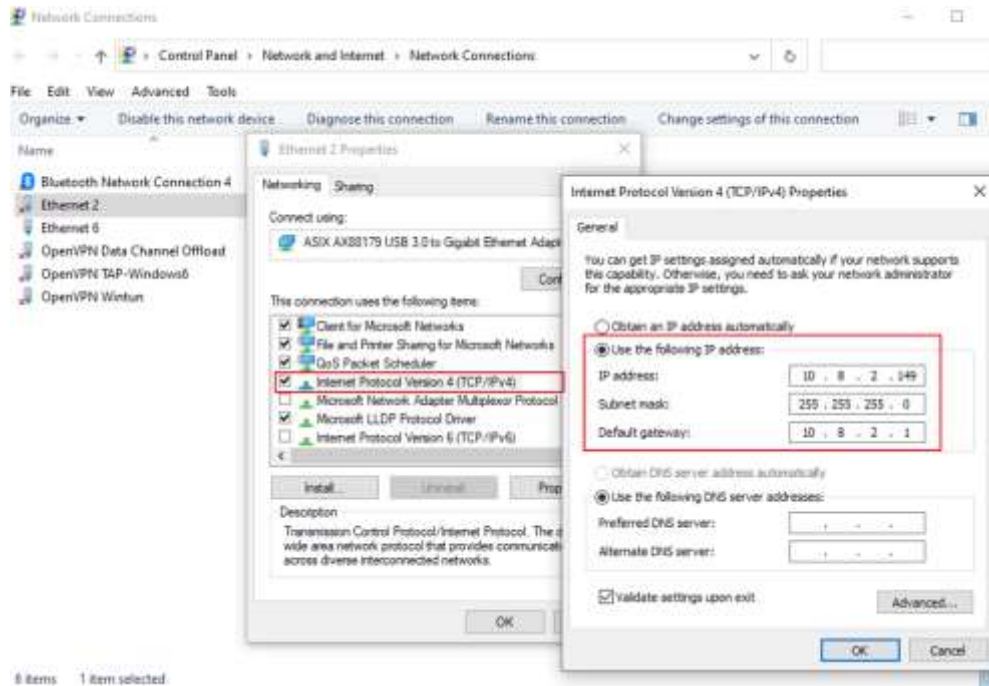 Network Connections
Control Panel › Network and Internet › Network Connections
File Edit View Advanced Tools
Organize Disable this network device Diagnose this connection Rename this connection Change settings of this connection
Name
Bluetooth Network Connection 4
Ethernet 2
Ethernet 6
OpenVPN Data Channel Offload
OpenVPN TAP-Windows6
OpenVPN Wintun
8 items 1 item selected
Ethernet 2 Properties
Networking Sharing
Connect using:
ASIX AX88179 USB 3.0 to Gigabit Ethernet Adapt
Conf
This connection uses the following items:
Client for Microsoft Networks
File and Printer Sharing for Microsoft Networks
QoS Packet Scheduler
Internet Protocol Version 4 (TCP/IPv4)
Microsoft Network Adapter Multiplexor Protocol
Microsoft LLDP Protocol Driver
Internet Protocol Version 6 (TCP/IPv6)
Install... Uninstall Prop
Description
Transmission Control Protocol/Internet Protocol. The d
wide area network protocol that provides communicati
across diverse interconnected networks.
OK
Internet Protocol Version 4 (TCP/IPv4) Properties
General
You can get IP settings assigned automatically if your network supports
this capability. Otherwise, you need to ask your network administrator
for the appropriate IP settings.
Obtain an IP address automatically
Use the following IP address:
IP address: 10 . 8 . 2 . 149
Subnet mask: 255 . 255 . 255 . 0
Default gateway: 10 . 8 . 2 . 1
Obtain DNS server address automatically
Use the following DNS server addresses:
Preferred DNS server: . . .
Alternate DNS server: . . .
Validate settings upon exit
Advanced...
OK Cancel